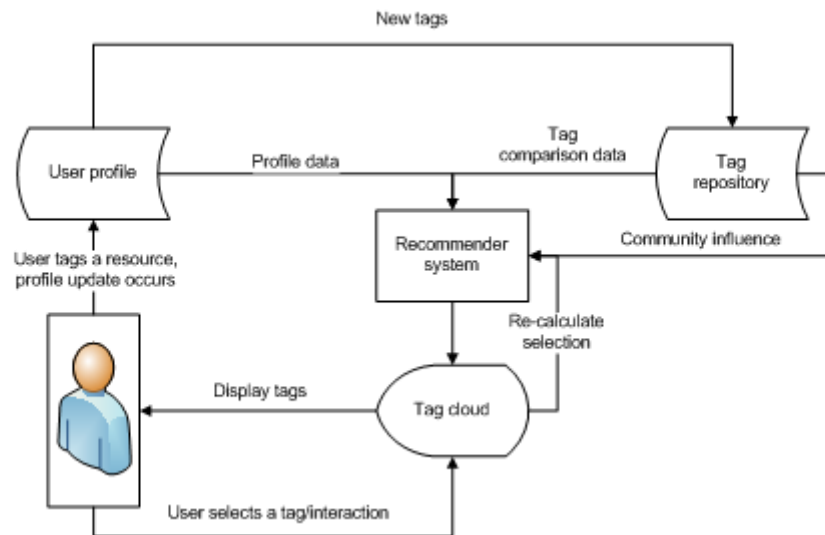 New tags
User profile
Profile data
Tag
comparison data
Tag
repository
Recommender
system
Community influence
User tags a resource,
profile update occurs
Re-calculate
selection
Display tags
Tag cloud
User selects a tag/interaction